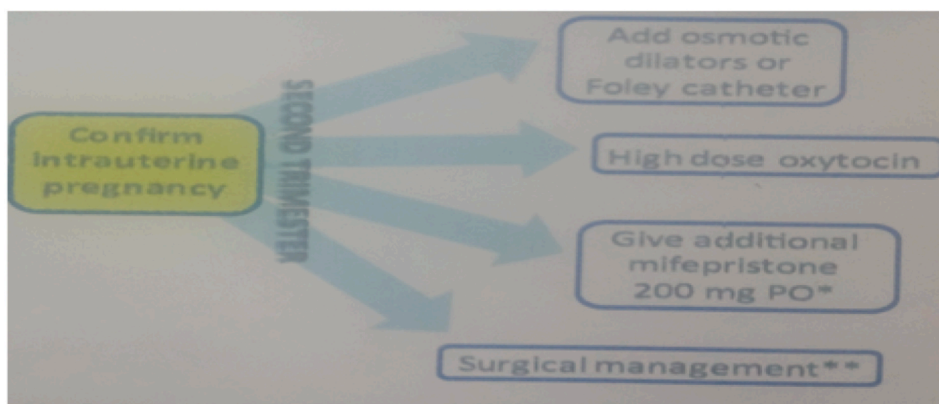 Confirm
intrauterine
pregnancy
SECOND TRIMESTER
Add osmotic
dilators or
Foley catheter
High dose oxytocin
Give additional
mifepristone
200 mg PO*
Surgical management**